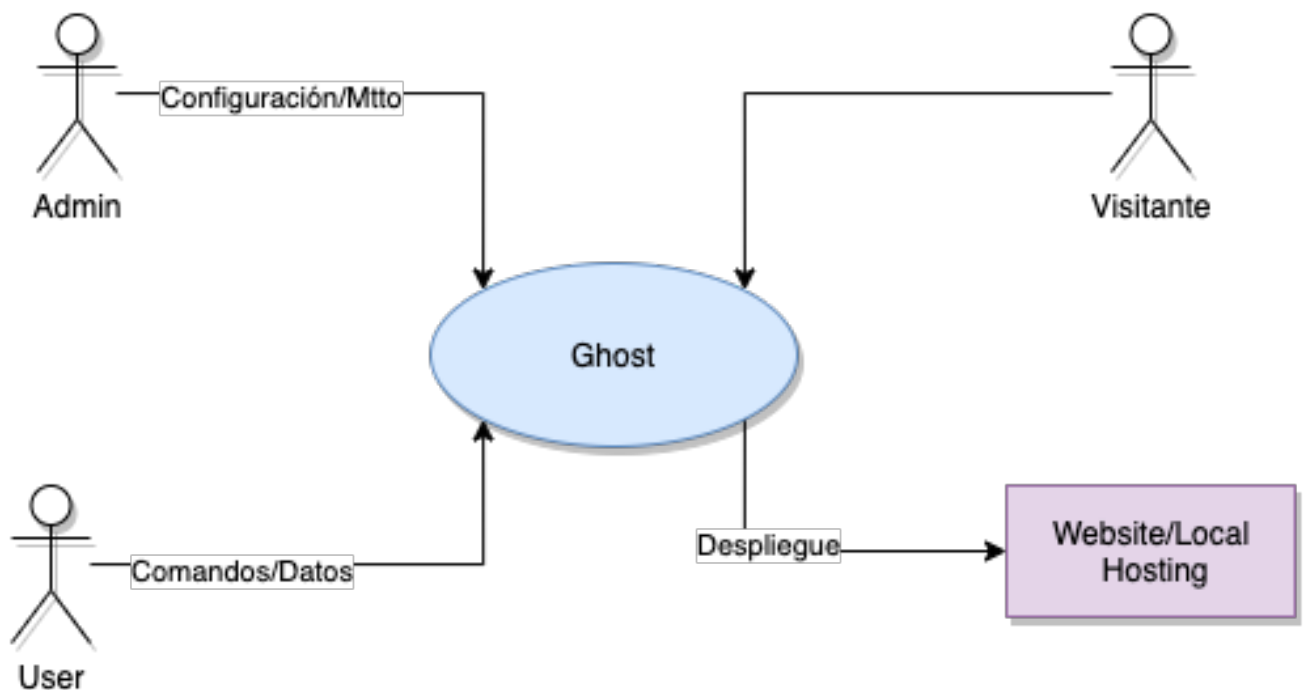 Configuración/Mtto
Admin
Visitante
Ghost
Despliegue
Website/Local
Hosting
Comandos/Datos
User